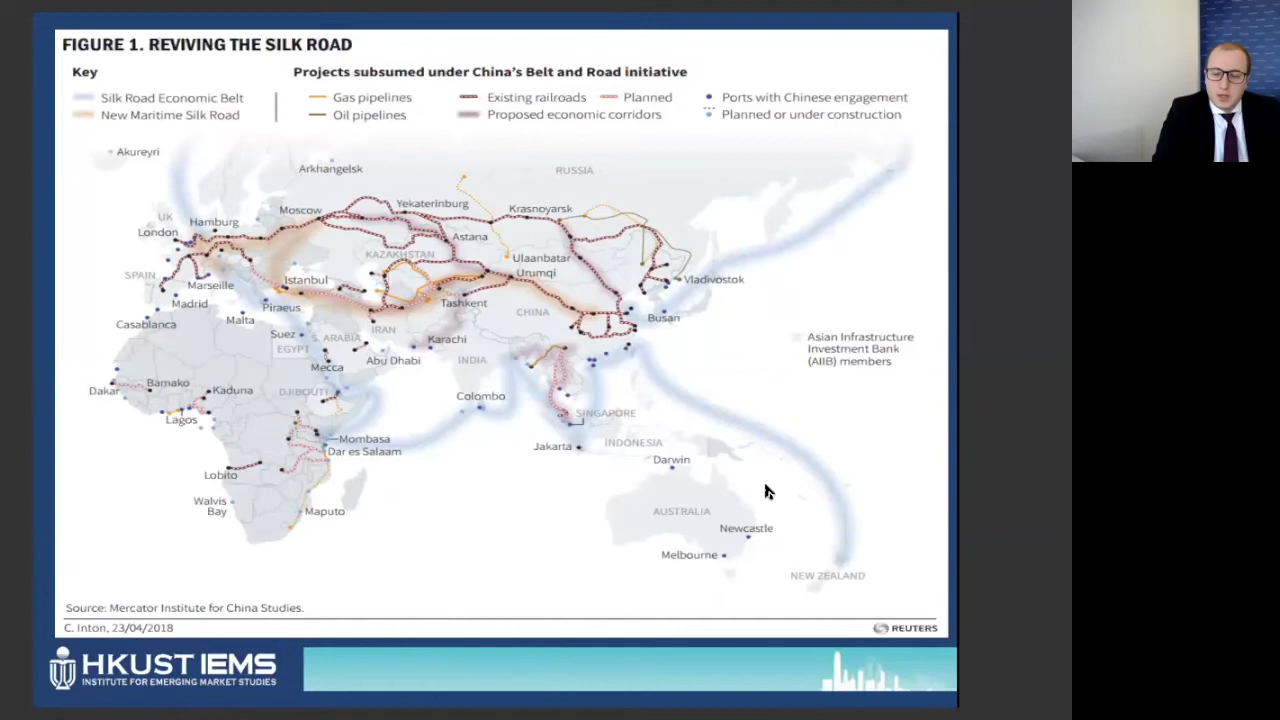 FIGURE 1. REVIVING THE SILK ROAD
Key
Projects subsumed under China's Belt and Road initiative
Silk Road Economic Belt
New Maritime Silk Road
Gas pipelines
Oil pipelines
Existing railroads
Planned
Proposed economic corridors
Ports with Chinese engagement
Planned or under construction
Akureyri
Arkhangelsk
RUSSIA
Yekaterinburg
Krasnoyarsk
Moscow
UK
Hamburg
London
Astana
KAZAKHSTAN
Ulaanbatar
Urumqi
Vladivostok
SPAIN
Marseille
Istanbul
Madrid
Piraeus
Tashkent
CHINA
Busan
Casablanca
Malta
Suez
S. ARABIA
IRAN
Karachi
EGYPT
Abu Dhabi
INDIA
Mecca
Asian Infrastructure
Investment Bank
(AIIB) members
Dakar
Bamako
Kaduna
DJIBOUTI
Colombo
Lagos
SINGAPORE
Mombasa
Dar es Salaam
Jakarta
INDONESIA
Darwin
Lobito
Walvis
Bay
Maputo
AUSTRALIA
Newcastle
Melbourne
NEW ZEALAND
Source: Mercator Institute for China Studies.
C. Inton, 23/04/2018
REUTERS
HKUST IEMS
INSTITUTE FOR EMERGING MARKET STUDIES